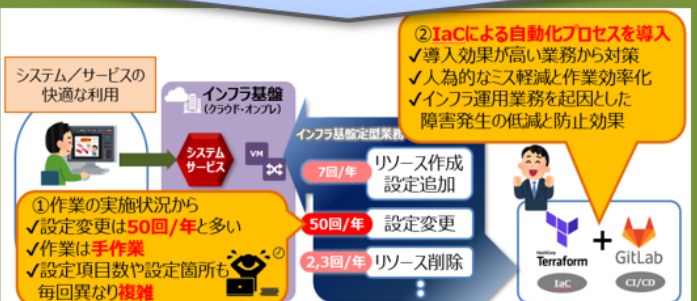 ②IaCによる自動化プロセスを導入
✓導入効果が高い業務から対策
✓人為的なミス軽減と作業効率化
✓インフラ運用業務を起因とした
障害発生の低減と防止効果
システム／サービスの
快適な利用
インフラ基盤
(クラウド・オンプレ)
システム
サービス
VM
インフラ基盤定型業務
7回/年
リソース作成
設定追加
50回/年
設定変更
2,3回/年
リソース削除
①作業の実施状況から
✓設定変更は50回/年と多い
✓作業は手作業
✓設定項目数や設定箇所も
毎回異なり複雑
HashiCorp
Terraform
IaC
+
GitLab
CI/CD